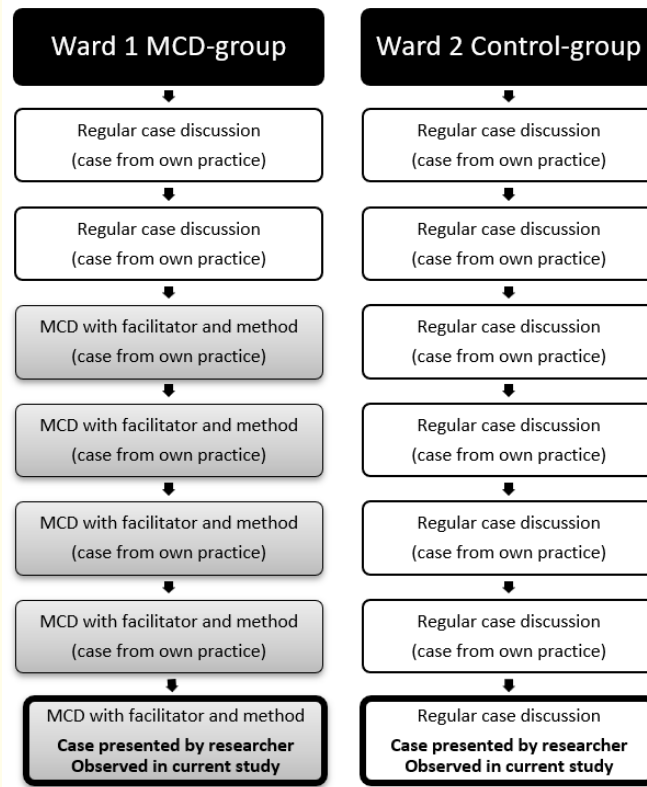 Ward 1 MCD-group
Regular case discussion
(case from own practice)
Regular case discussion
(case from own practice)
MCD with facilitator and method
(case from own practice)
MCD with facilitator and method
(case from own practice)
MCD with facilitator and method
(case from own practice)
MCD with facilitator and method
(case from own practice)
MCD with facilitator and method
Case presented by researcher
Observed in current study
Ward 2 Control-group
Regular case discussion
(case from own practice)
Regular case discussion
(case from own practice)
Regular case discussion
(case from own practice)
Regular case discussion
(case from own practice)
Regular case discussion
(case from own practice)
Regular case discussion
(case from own practice)
Regular case discussion
Case presented by researcher
Observed in current study